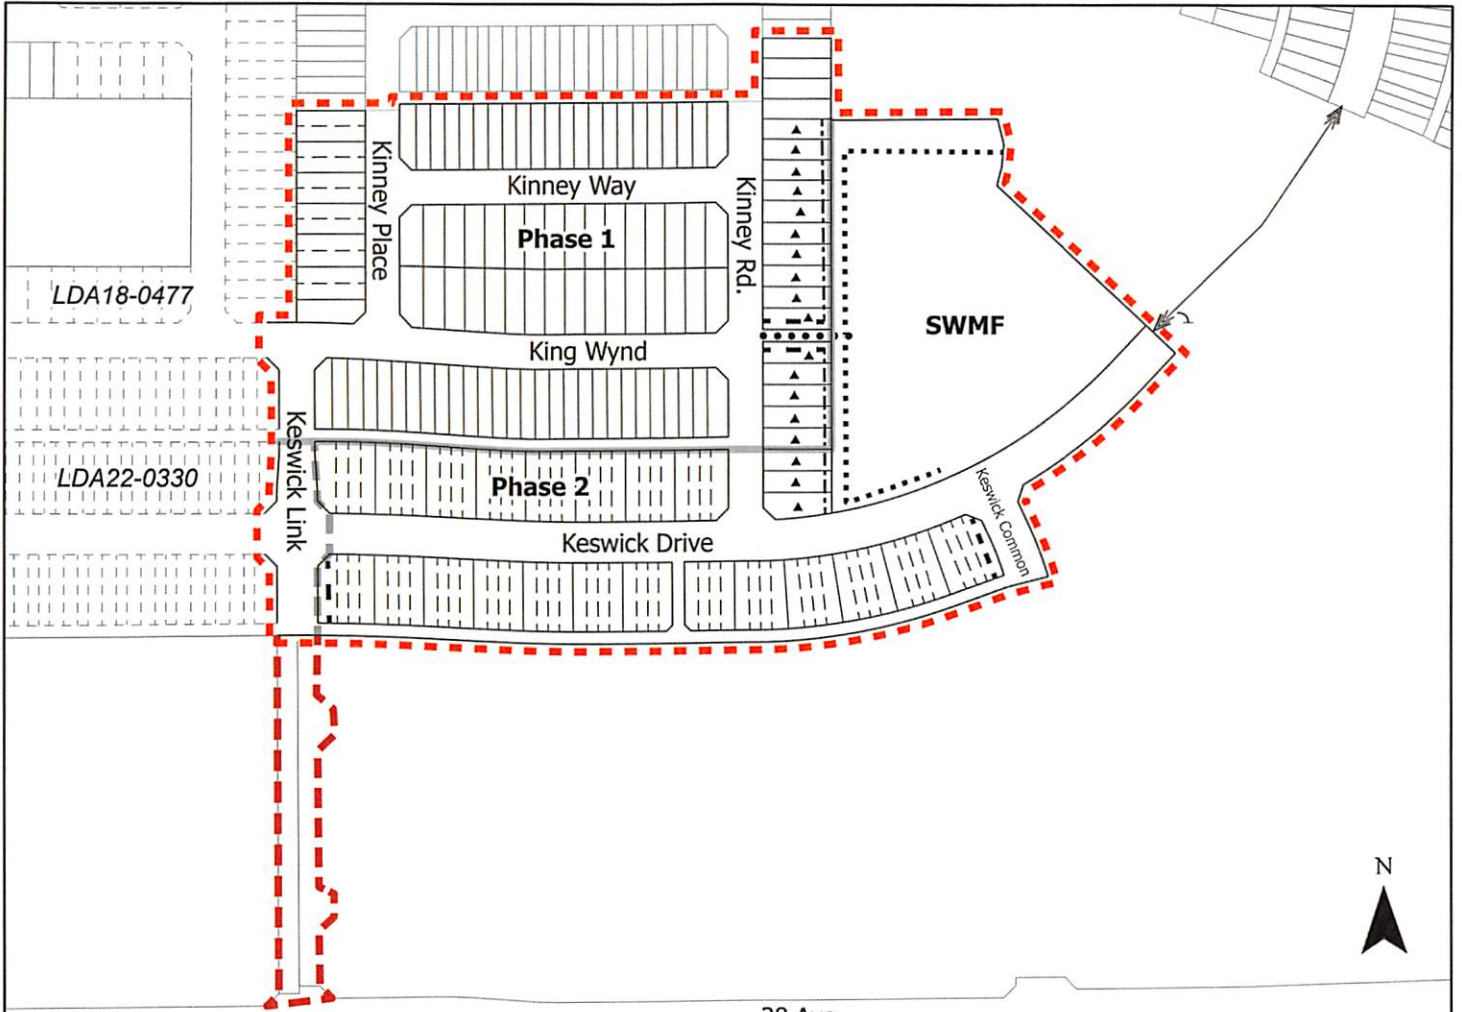 Kinney Place
Kinney Way
Kinney Rd.
Phase 1
LDA18-0477
SWMF
King Wynd
Keswick Link
LDA22-0330
Phase 2
Keswick Common
Keswick Drive
N